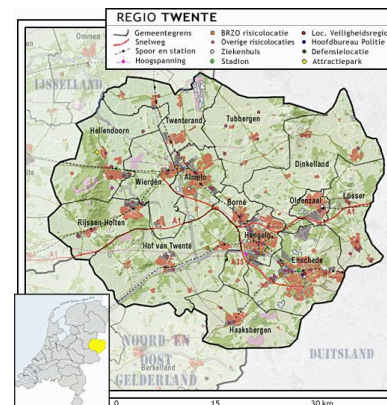 REGIO TWENTE
Gemeentegrens
Snelweg
Spoor en station
Hoogspanning
BRZO risicolocatie
Overige risicolocaties
Ziekenhuis
Stadion
Loc. Veiligheidsregio
Hoofdbureau Politie
Defensielocatie
Attractiepark
Ommen
IJSSELLAND
Hellendoorn
Twenterand
Tubbergen
Dinkelland
Wierden
Almelo
Borne
Oldenzaal
Losser
Rijssen-Holten
A1
A1
Hengelo
Hof van Twente
A35
Enschede
Haaksbergen
NOORD- EN
OOST
GELDERLAND
Berkelland
DUITSLAND
0 15 30 km